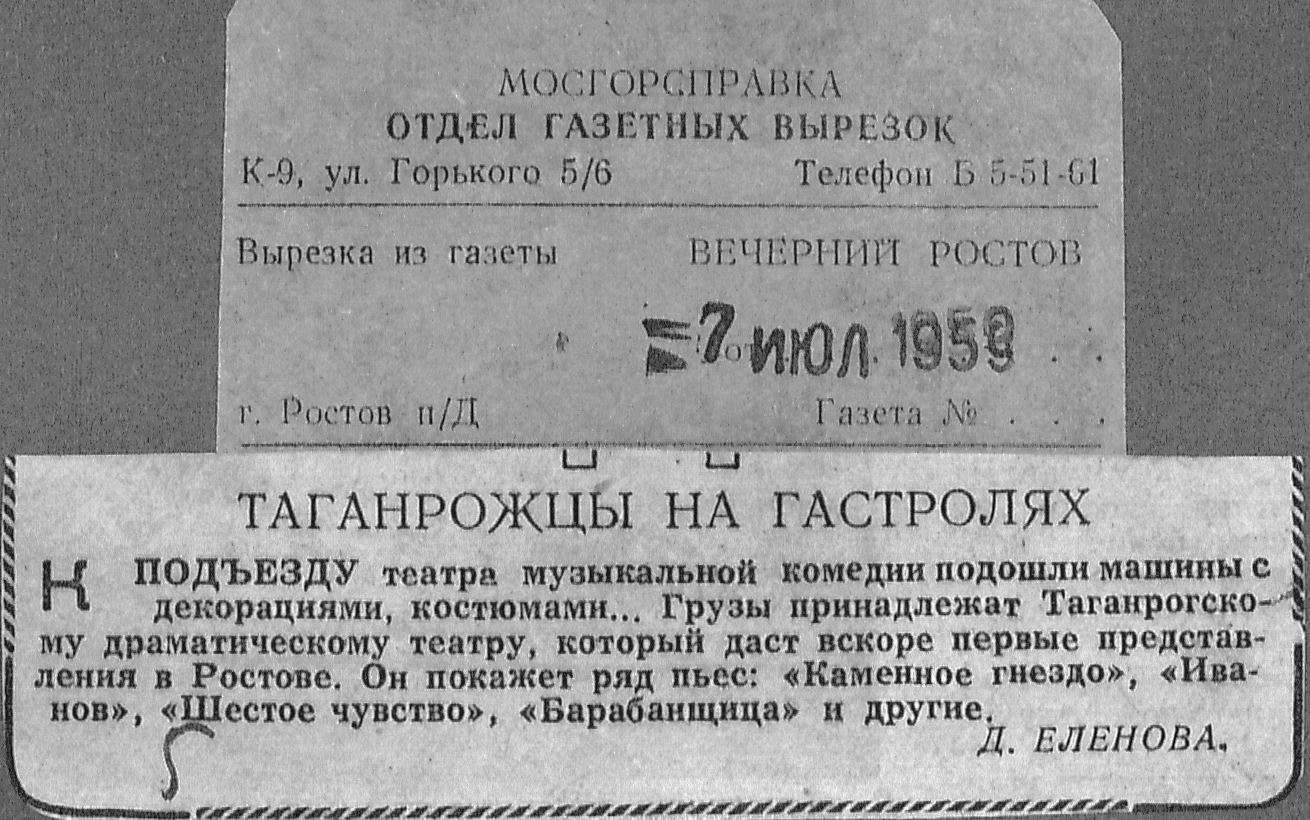 МОСГОРСПРАВКА
ОТДЕЛ ГАЗЕТНЫХ ВЫРЕЗОК
К-9, ул. Горького 5/6 Телефон Б 5-51-61
Вырезка из газеты ВЕЧЕРНИЙ РОСТОВ
-7 ИЮЛ 1959 . .
г. Ростов п/Д Газета № . . .
ТАГАНРОЖЦЫ НА ГАСТРОЛЯХ
К ПОДЪЕЗДУ театра музыкальной комедии подошли машины с
декорациями, костюмами... Грузы принадлежат Таганрогско-
му драматическому театру, который даст вскоре первые представ-
ления в Ростове. Он покажет ряд пьес: «Каменное гнездо», «Ива-
нов», «Шестое чувство», «Барабанщица» и другие.
Д. ЕЛЕНОВА.